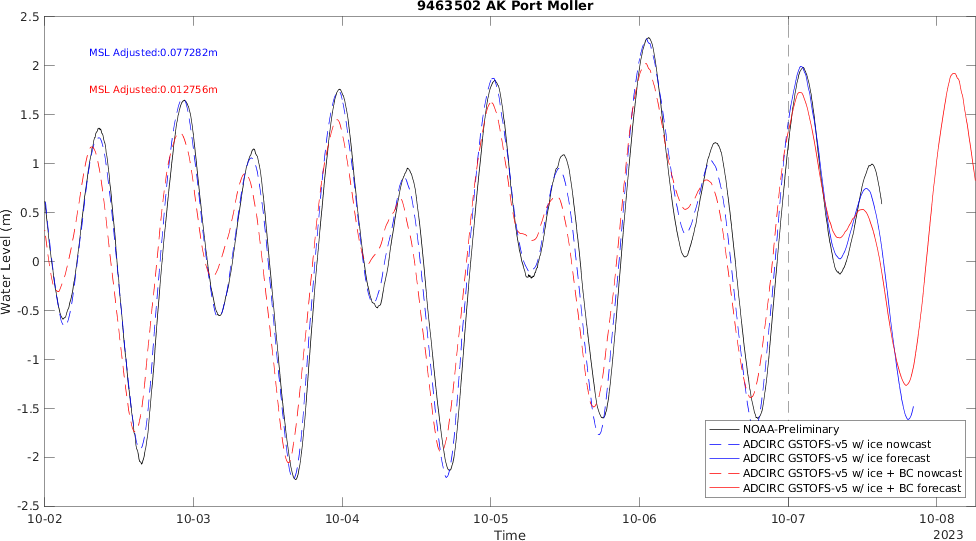 9463502 AK Port Moller
MSL Adjusted:0.077282m
MSL Adjusted:0.012756m
Water Level (m)
2.5
2
1.5
1
0.5
0
-0.5
-1
-1.5
-2
-2.5
10-02
10-03
10-04
10-05
10-06
10-07
10-08
2023
Time
NOAA-Preliminary
ADCIRC GSTOFS-v5 w/ ice nowcast
ADCIRC GSTOFS-v5 w/ ice forecast
ADCIRC GSTOFS-v5 w/ ice + BC nowcast
ADCIRC GSTOFS-v5 w/ ice + BC forecast